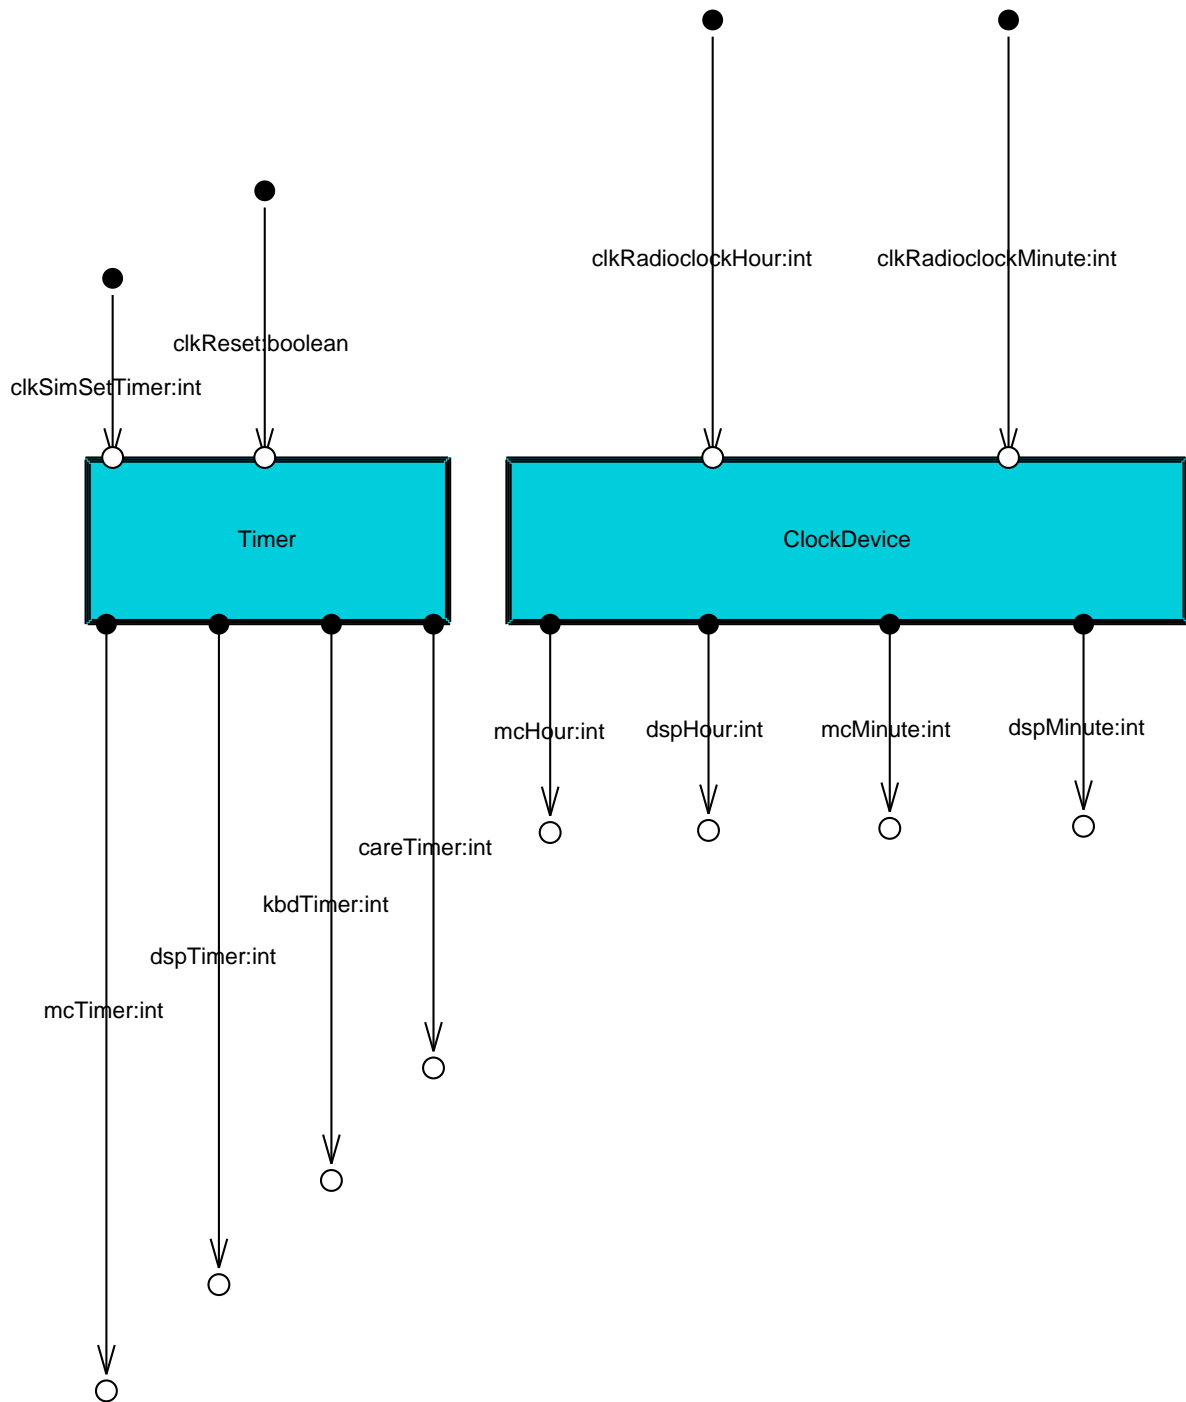 clkRadioclockHour:int
clkRadioclockMinute:int
clkReset:boolean
clkSimSetTimer:int
Timer
ClockDevice
mcHour:int
dspHour:int
mcMinute:int
dspMinute:int
careTimer:int
kbdTimer:int
dspTimer:int
mcTimer:int